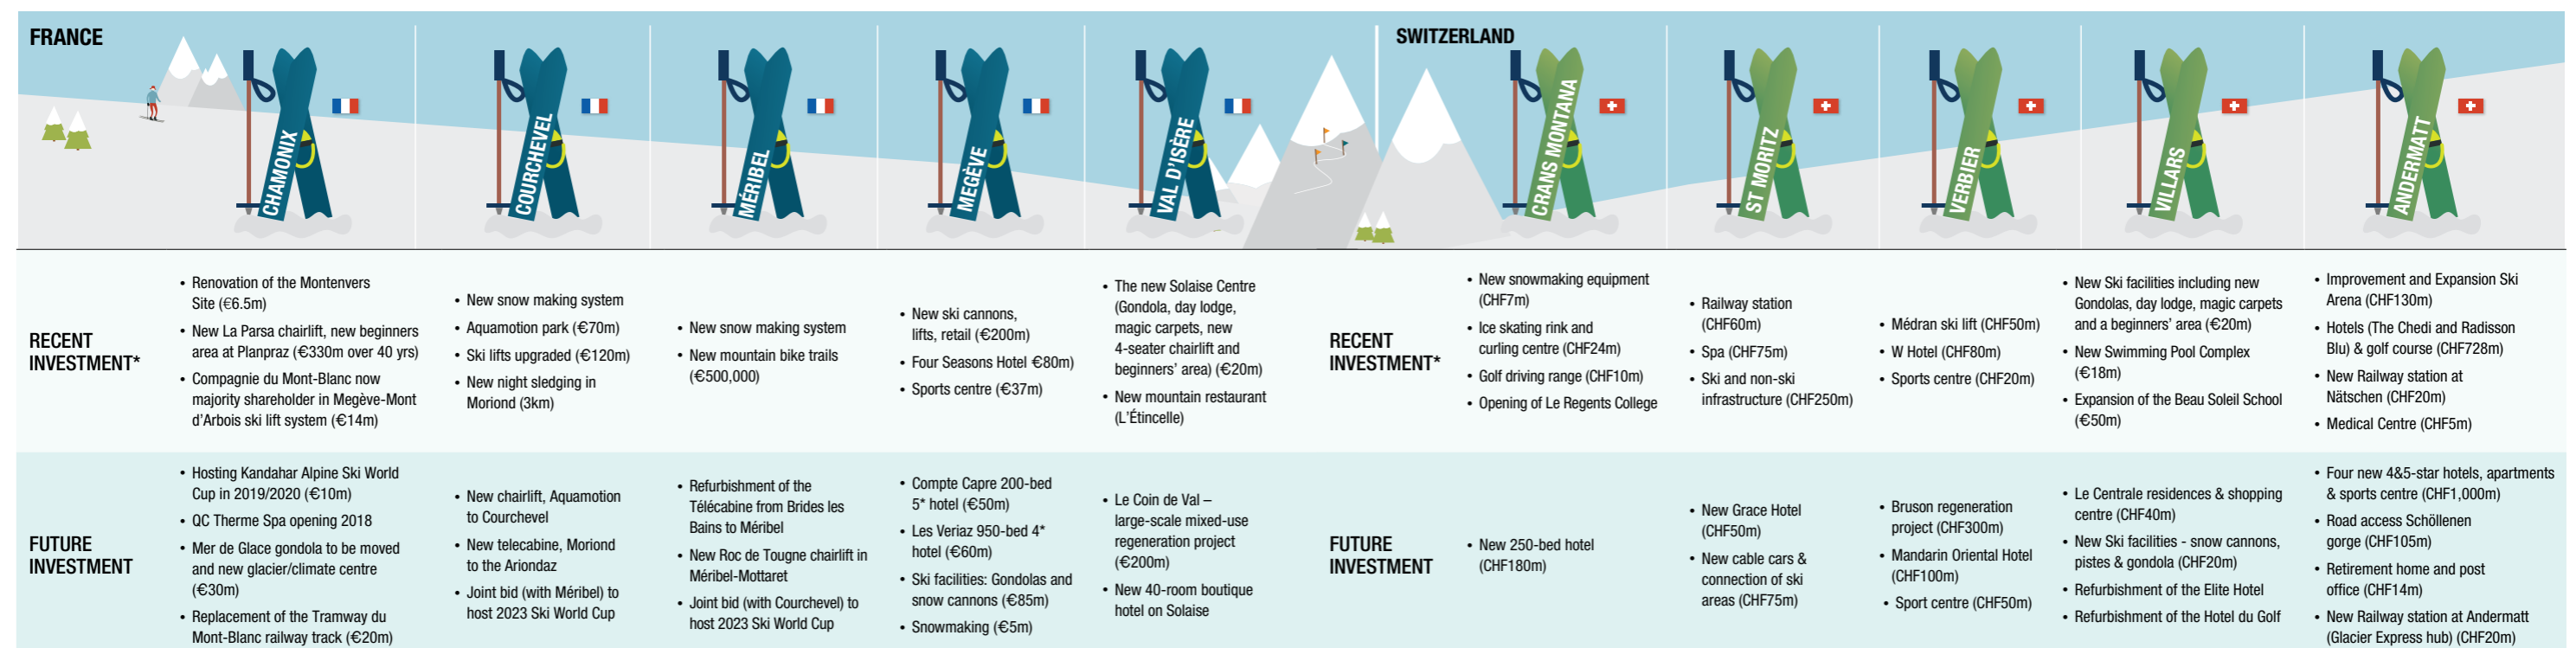 FRANCE
SWITZERLAND
CHAMONIX
COURCHEVEL
MÉRIBEL
MEGÈVE
VAL D'ISÈRE
CRANS MONTANA
ST MORITZ
VERBIER
VILLARS
ANDERMATT
RECENT
INVESTMENT*
• Renovation of the Montenvers
Site (€6.5m)
• New La Parsa chairlift, new beginners
area at Planpraz (€330m over 40 yrs)
• Compagnie du Mont-Blanc now
majority shareholder in Megève-Mont
d'Arbois ski lift system (€14m)
• New snow making system
• Aquamotion park (€70m)
• Ski lifts upgraded (€120m)
• New night sledging in
Moriond (3km)
• New snow making system
• New mountain bike trails
(€500,000)
• New ski cannons,
lifts, retail (€200m)
• Four Seasons Hotel €80m)
• Sports centre (€37m)
• The new Solaise Centre
(Gondola, day lodge,
magic carpets, new
4-seater chairlift and
beginners' area) (€20m)
• New mountain restaurant
(L'Étincelle)
RECENT
INVESTMENT*
• New snowmaking equipment
(CHF7m)
• Ice skating rink and
curling centre (CHF24m)
• Golf driving range (CHF10m)
• Opening of Le Regents College
• Railway station
(CHF60m)
• Spa (CHF75m)
• Ski and non-ski
infrastructure (CHF250m)
• Médran ski lift (CHF50m)
• W Hotel (CHF80m)
• Sports centre (CHF20m)
• New Ski facilities including new
Gondolas, day lodge, magic carpets
and a beginners' area (€20m)
• New Swimming Pool Complex
(€18m)
• Expansion of the Beau Soleil School
(€50m)
• Improvement and Expansion Ski
Arena (CHF130m)
• Hotels (The Chedi and Radisson
Blu) & golf course (CHF728m)
• New Railway station at
Nätschen (CHF20m)
• Medical Centre (CHF5m)
FUTURE
INVESTMENT
• Hosting Kandahar Alpine Ski World
Cup in 2019/2020 (€10m)
• QC Therme Spa opening 2018
• Mer de Glace gondola to be moved
and new glacier/climate centre
(€30m)
• Replacement of the Tramway du
Mont-Blanc railway track (€20m)
• New chairlift, Aquamotion
to Courchevel
• New telecabine, Moriond
to the Ariondaz
• Joint bid (with Méribel) to
host 2023 Ski World Cup
• Refurbishment of the
Télécabine from Brides les
Bains to Méribel
• New Roc de Tougne chairlift in
Méribel-Mottaret
• Joint bid (with Courchevel) to
host 2023 Ski World Cup
• Compte Capre 200-bed
5* hotel (€50m)
• Les Veriaz 950-bed 4*
hotel (€60m)
• Ski facilities: Gondolas and
snow cannons (€85m)
• Snowmaking (€5m)
• Le Coin de Val –
large-scale mixed-use
regeneration project
(€200m)
• New 40-room boutique
hotel on Solaise
FUTURE
INVESTMENT
• New 250-bed hotel
(CHF180m)
• New Grace Hotel
(CHF50m)
• New cable cars &
connection of ski
areas (CHF75m)
• Bruson regeneration
project (CHF300m)
• Mandarin Oriental Hotel
(CHF100m)
• Sport centre (CHF50m)
• Le Centrale residences & shopping
centre (CHF40m)
• New Ski facilities - snow cannons,
pistes & gondola (CHF20m)
• Refurbishment of the Elite Hotel
• Refurbishment of the Hotel du Golf
• Four new 4&5-star hotels, apartments
& sports centre (CHF1,000m)
• Road access Schöllenen
gorge (CHF105m)
• Retirement home and post
office (CHF14m)
• New Railway station at Andermatt
(Glacier Express hub) (CHF20m)